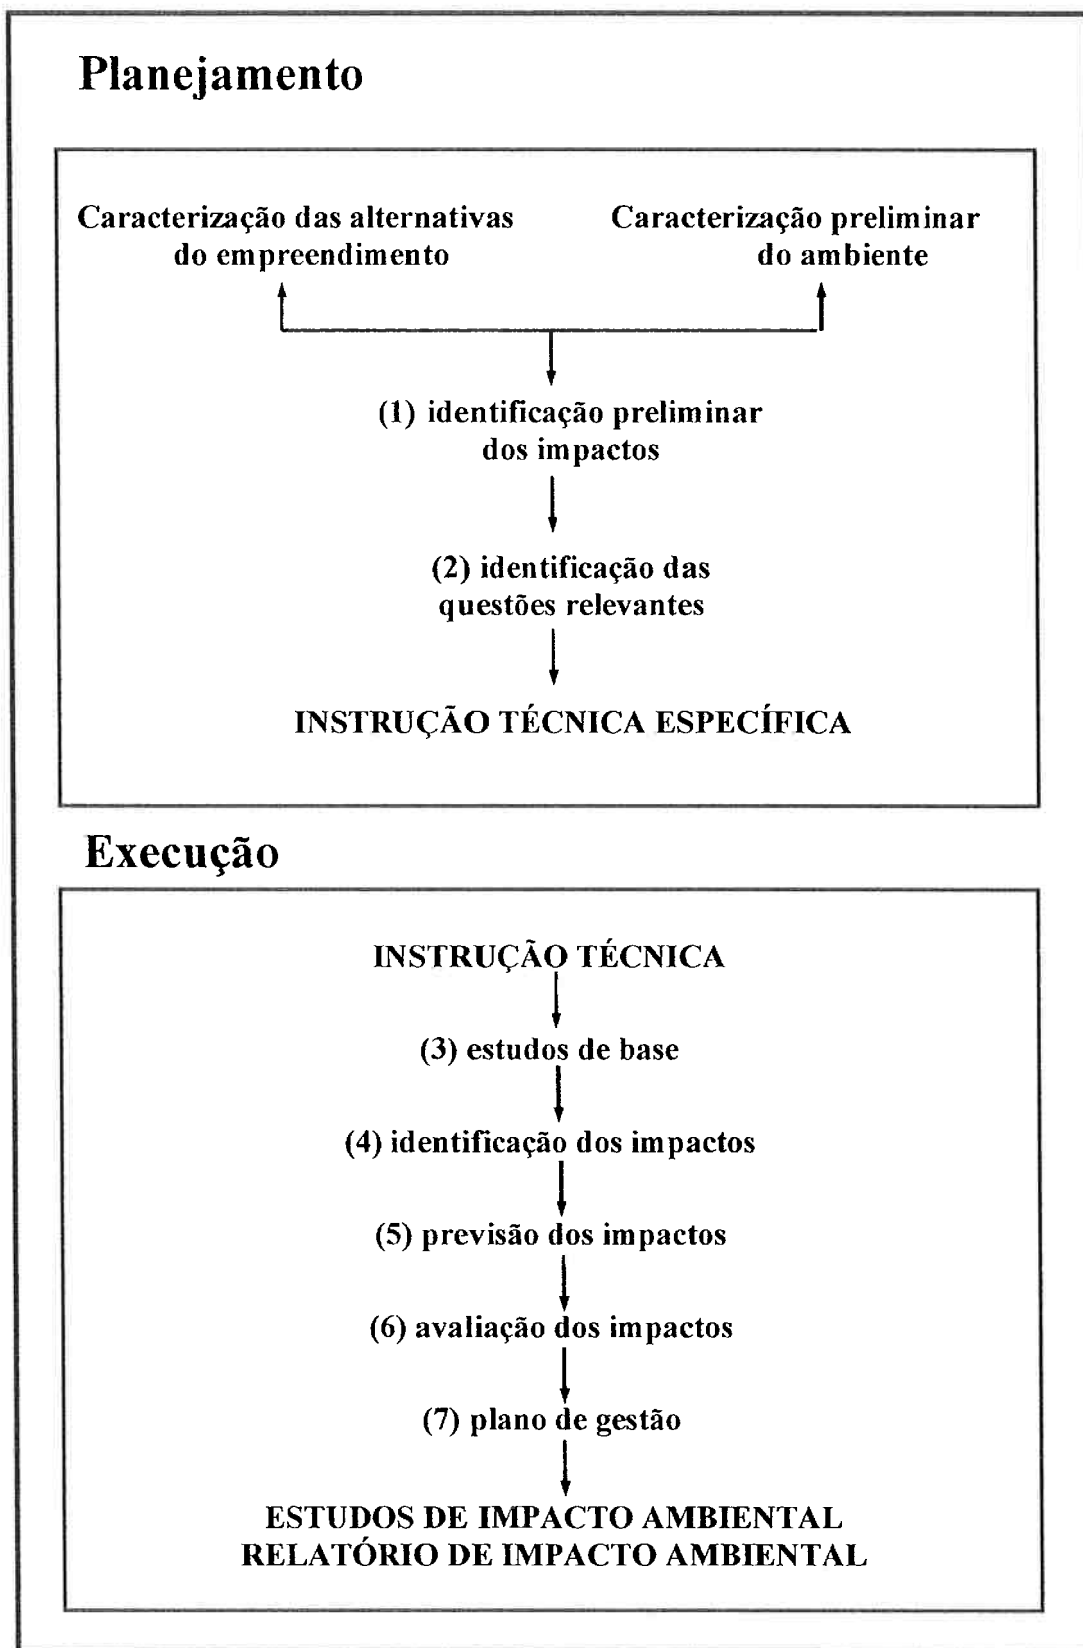 Planejamento
Caracterização das alternativas
do empreendimento
Caracterização preliminar
do ambiente
(1) identificação preliminar
dos impactos
(2) identificação das
questões relevantes
INSTRUÇÃO TÉCNICA ESPECÍFICA
Execução
INSTRUÇÃO TÉCNICA
(3) estudos de base
(4) identificação dos impactos
(5) previsão dos impactos
(6) avaliação dos impactos
(7) plano de gestão
ESTUDOS DE IMPACTO AMBIENTAL
RELATÓRIO DE IMPACTO AMBIENTAL